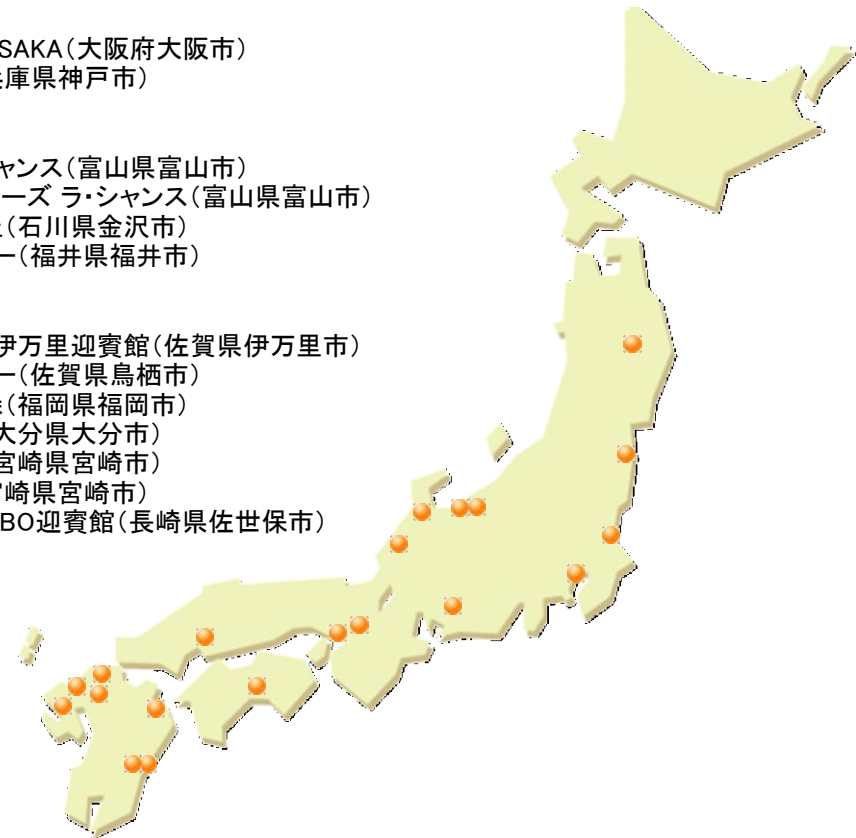 SAKA(大阪府大阪市)
兵庫県神戸市)
ャンス(富山県富山市)
ーズ ラ・シャンス(富山県富山市)
(石川県金沢市)
ー(福井県福井市)
伊万里迎賓館(佐賀県伊万里市)
ー(佐賀県鳥栖市)
(福岡県福岡市)
大分県大分市)
宮崎県宮崎市)
宮崎県宮崎市)
BO迎賓館(長崎県佐世保市)